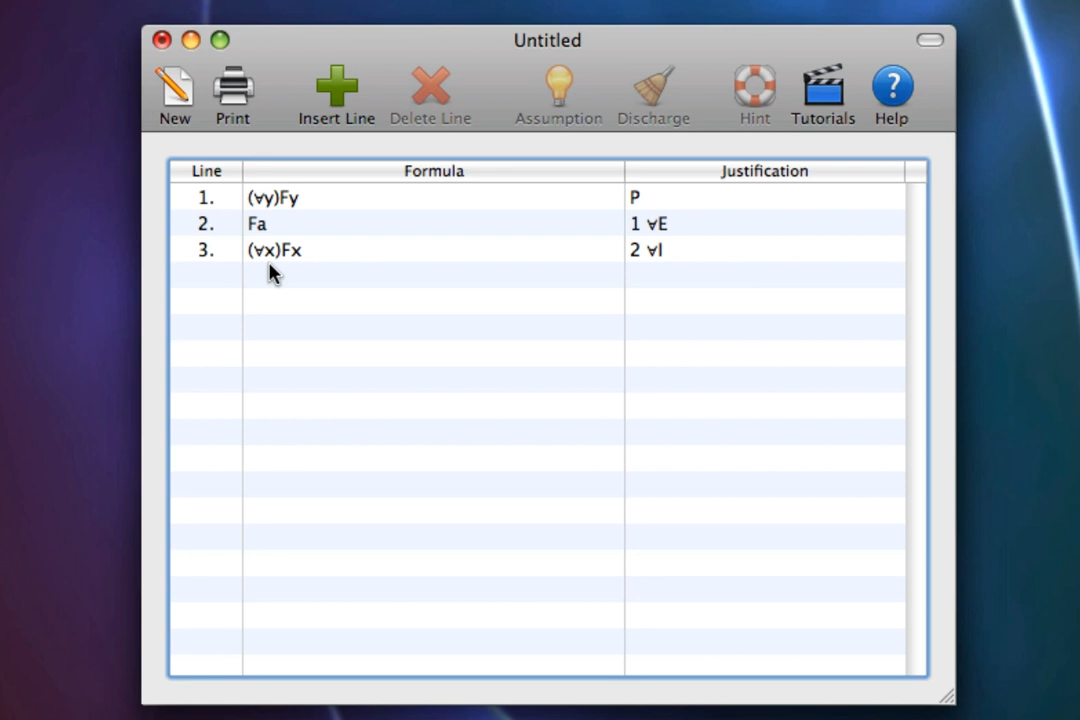 Untitled
New Print Insert Line Delete Line Assumption Discharge Hint Tutorials Help
Line Formula Justification
1. (∀y)Fy P
2. Fa 1 ∀E
3. (∀x)Fx 2 ∀I